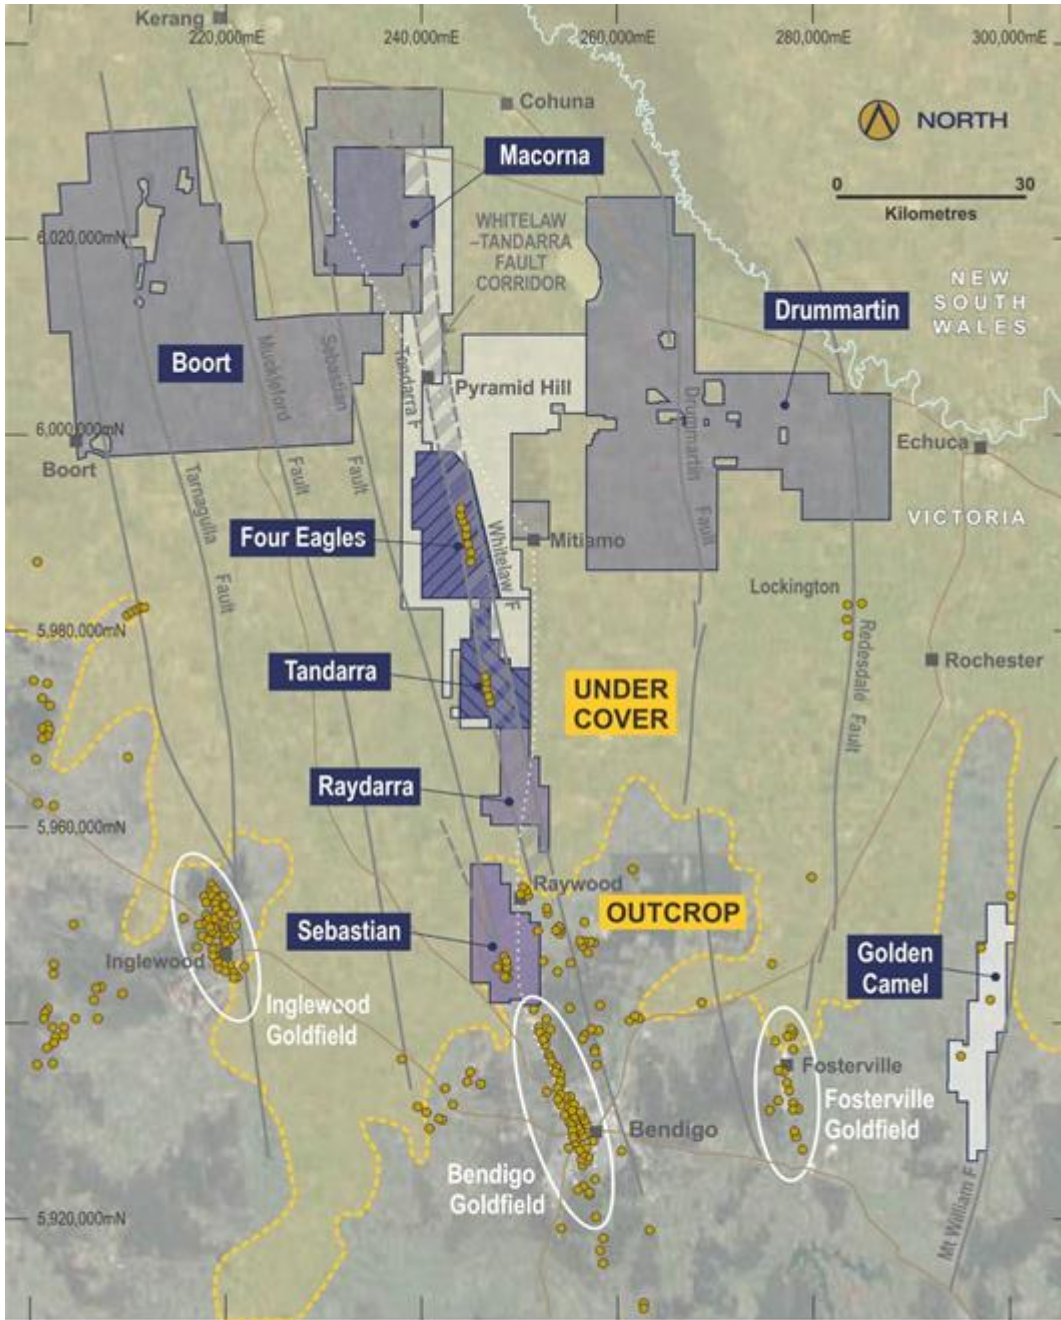 Kerang
220,000mE
240,000mE
260,000mE
280,000mE
300,000mE
Cohuna
NORTH
Macorna
0
30
Kilometres
WHITELAW
–TANDARRA
FAULT
CORRIDOR
6,020,000mN
NEW
SOUTH
WALES
Drummartin
Boort
Muckleford
Fault
Sebastian
Fault
Tandarra F
Pyramid Hill
Drummartin
Fault
6,000,000mN
Boort
Echuca
Tarnagulla
Fault
VICTORIA
Four Eagles
Mitiamo
Whitelaw F
Lockington
5,980,000mN
Redesdale
Fault
Rochester
Tandarra
UNDER
COVER
Raydarra
5,960,000mN
Raywood
OUTCROP
Sebastian
Inglewood
Golden
Camel
Inglewood
Goldfield
Fosterville
Fosterville
Goldfield
Bendigo
Bendigo
Goldfield
Mt William F
5,920,000mN